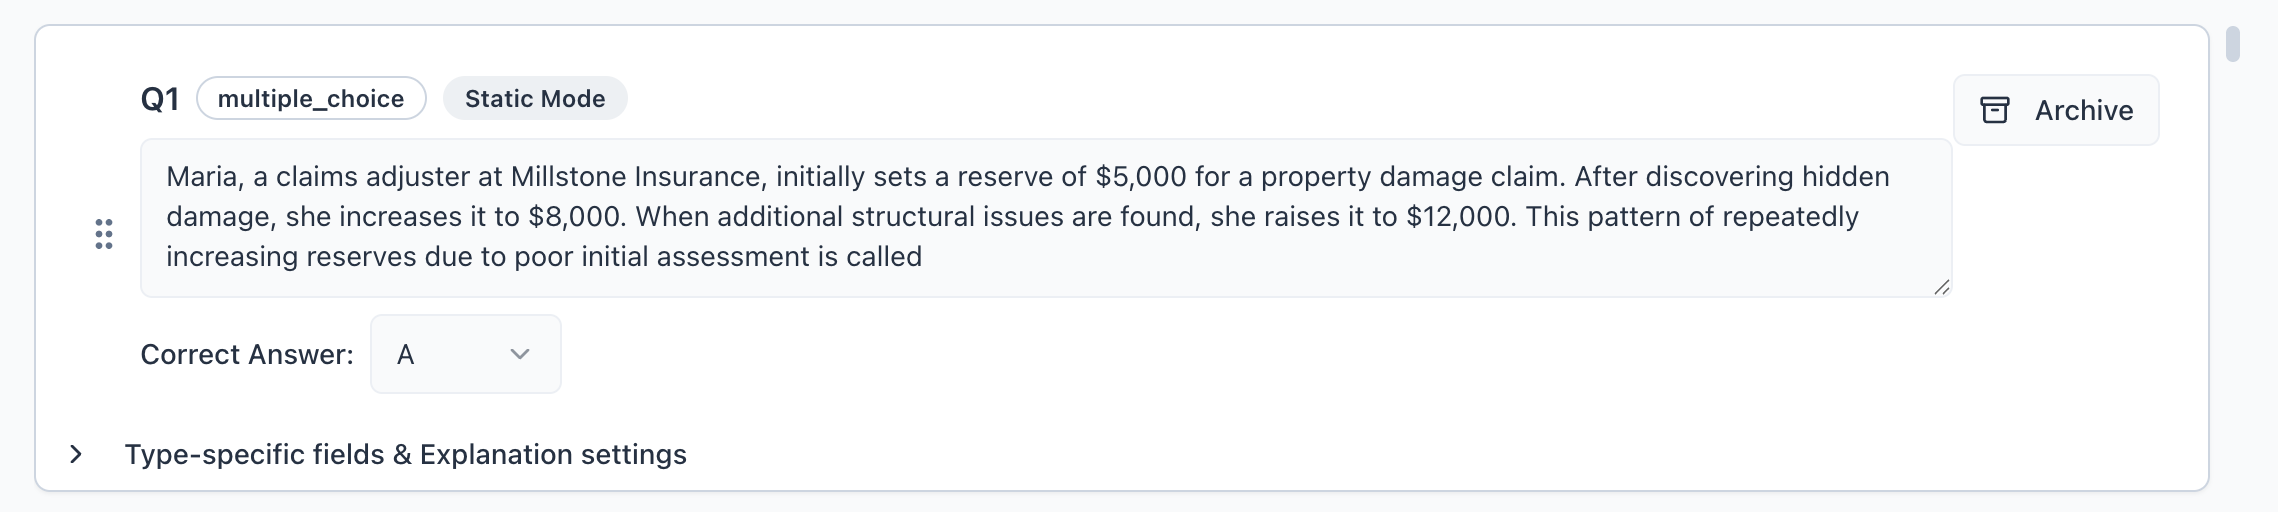 Q1 multiple_choice Static Mode
Archive
Maria, a claims adjuster at Millstone Insurance, initially sets a reserve of $5,000 for a property damage claim. After discovering hidden
damage, she increases it to $8,000. When additional structural issues are found, she raises it to $12,000. This pattern of repeatedly
increasing reserves due to poor initial assessment is called
Correct Answer: A
Type-specific fields & Explanation settings